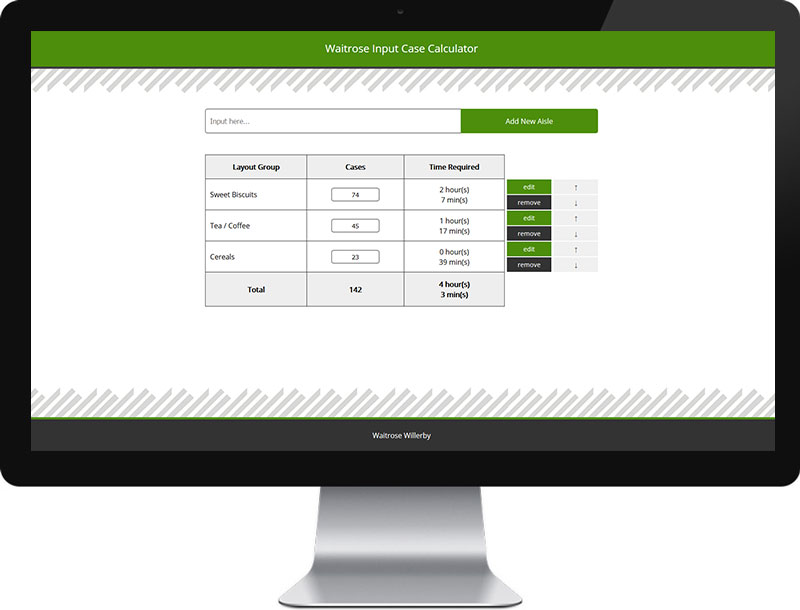 Waitrose Input Case Calculator
Input here...
Add New Aisle
Layout Group
Cases
Time Required
Sweet Biscuits
74
2 hour(s)
7 min(s)
edit
↑
remove
↓
Tea / Coffee
45
1 hour(s)
17 min(s)
edit
↑
remove
↓
Cereals
23
0 hour(s)
39 min(s)
edit
↑
remove
↓
Total
142
4 hour(s)
3 min(s)
Waitrose Willerby